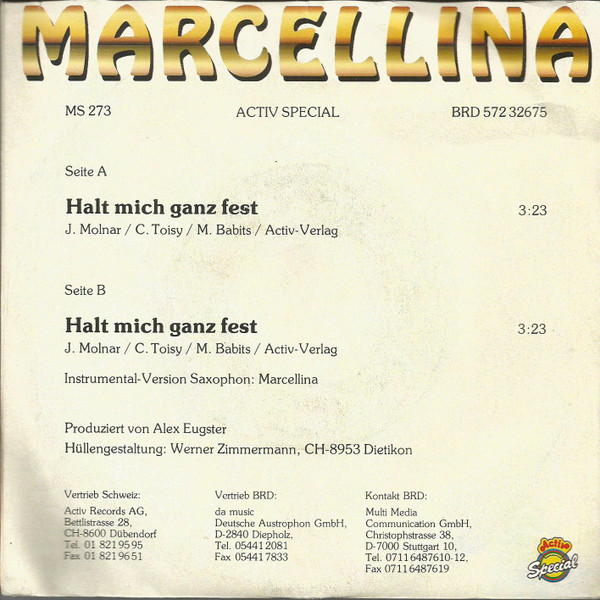 MARCELLINA
MS 273 ACTIV SPECIAL BRD 572 32675
Seite A
Halt mich ganz fest 3:23
J. Molnar / C. Toisy / M. Babits / Activ-Verlag
Seite B
Halt mich ganz fest 3:23
J. Molnar / C. Toisy / M. Babits / Activ-Verlag
Instrumental-Version Saxophon: Marcellina
Produziert von Alex Eugster
Hüllengestaltung: Werner Zimmermann, CH-8953 Dietikon
Vertrieb Schweiz:
Activ Records AG,
Bettlistrasse 28,
CH-8600 Dübendorf
Tel. 01 821 95 95
Fax 01 821 96 51
Vertrieb BRD:
da music
Deutsche Austrophon GmbH,
D-2840 Diepholz,
Tel. 05441 2081
Fax 05441 7833
Kontakt BRD:
Multi Media
Communication GmbH,
Christophstrasse 38,
D-7000 Stuttgart 10,
Tel. 0711 6487610-12,
Fax 0711 6487619
Activ
Special